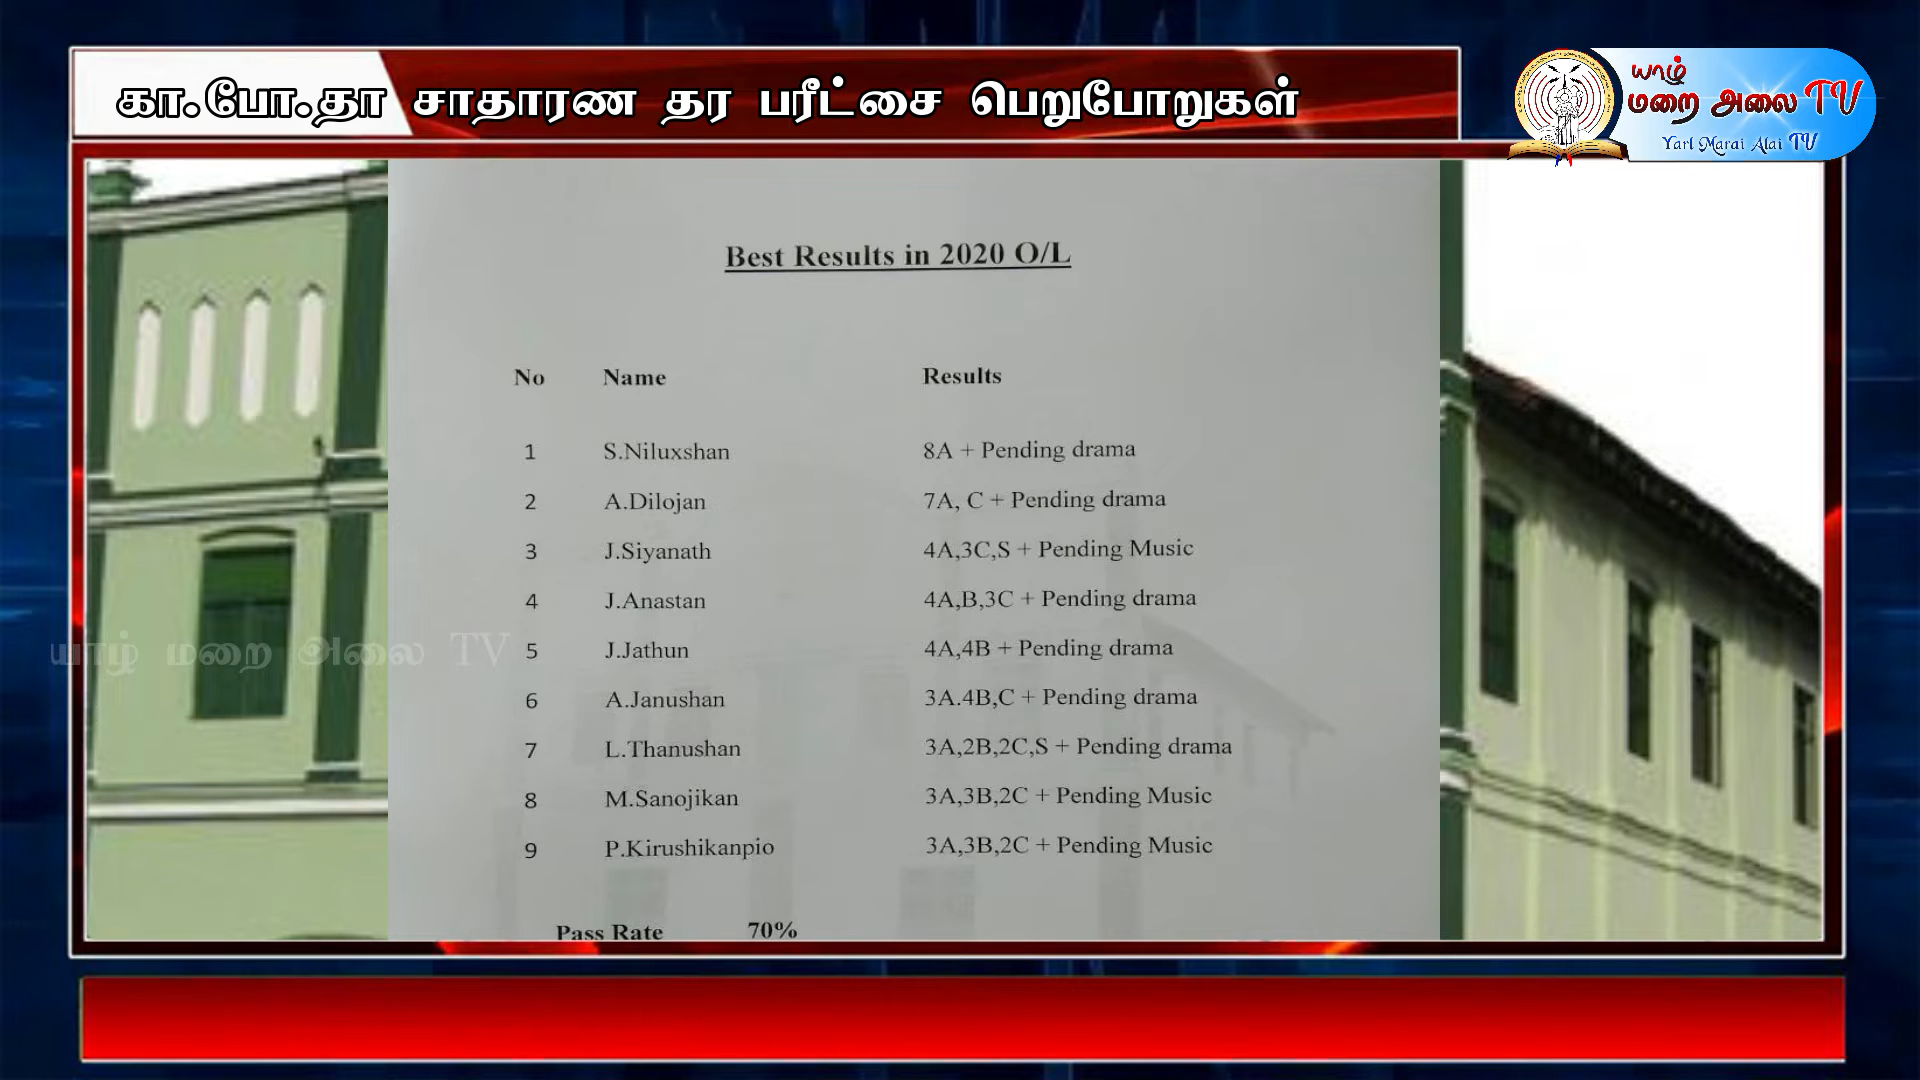 கா.போ.தா சாதாரண தர பரீட்சை பெறுபோறுகள்
யாழ்
மறை அலை TV
Yarl Marai Alai TV
Best Results in 2020 O/L
No Name Results
1 S.Niluxshan 8A + Pending drama
2 A.Dilojan 7A, C + Pending drama
3 J.Siyanath 4A,3C,S + Pending Music
4 J.Anastan 4A,B,3C + Pending drama
5 J.Jathun 4A,4B + Pending drama
6 A.Janushan 3A.4B,C + Pending drama
7 L.Thanushan 3A,2B,2C,S + Pending drama
8 M.Sanojikan 3A,3B,2C + Pending Music
9 P.Kirushikanpio 3A,3B,2C + Pending Music
Pass Rate 70%
யாழ் மறை அலை TV